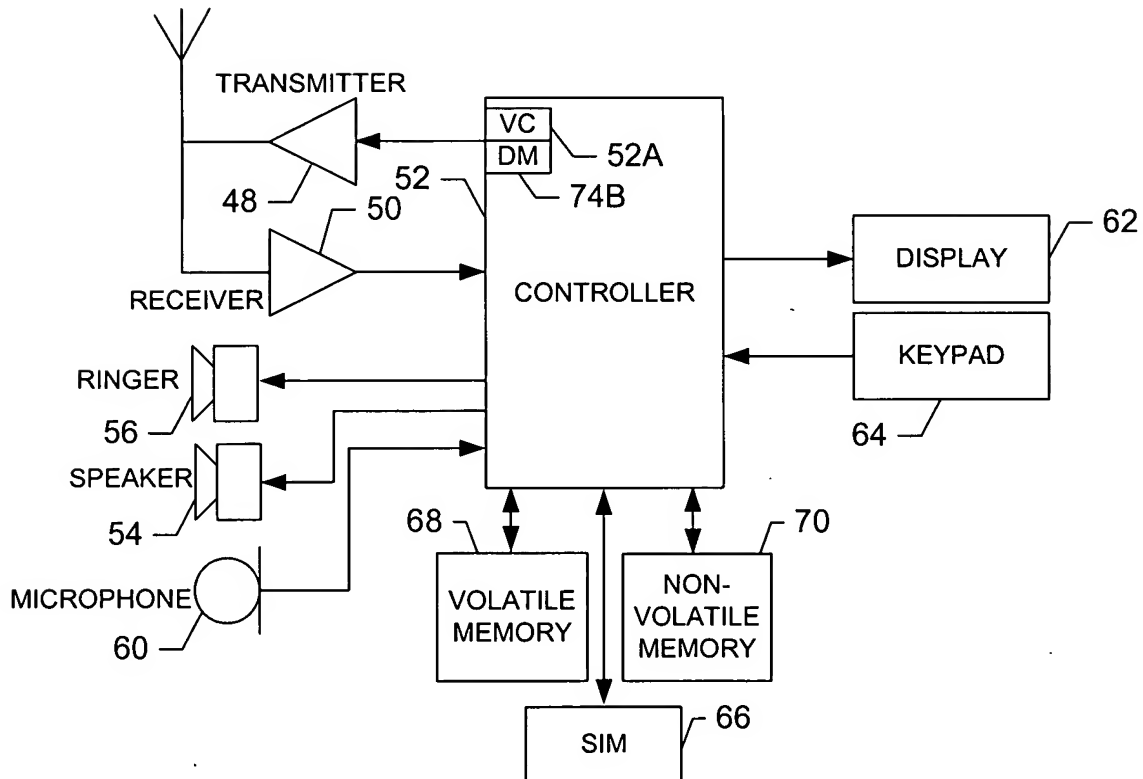 TRANSMITTER
48
VC
DM
52A
74B
52
50
RECEIVER
CONTROLLER
DISPLAY
62
KEYPAD
64
RINGER
56
SPEAKER
54
MICROPHONE
60
68
VOLATILE
MEMORY
70
NON-
VOLATILE
MEMORY
SIM
66